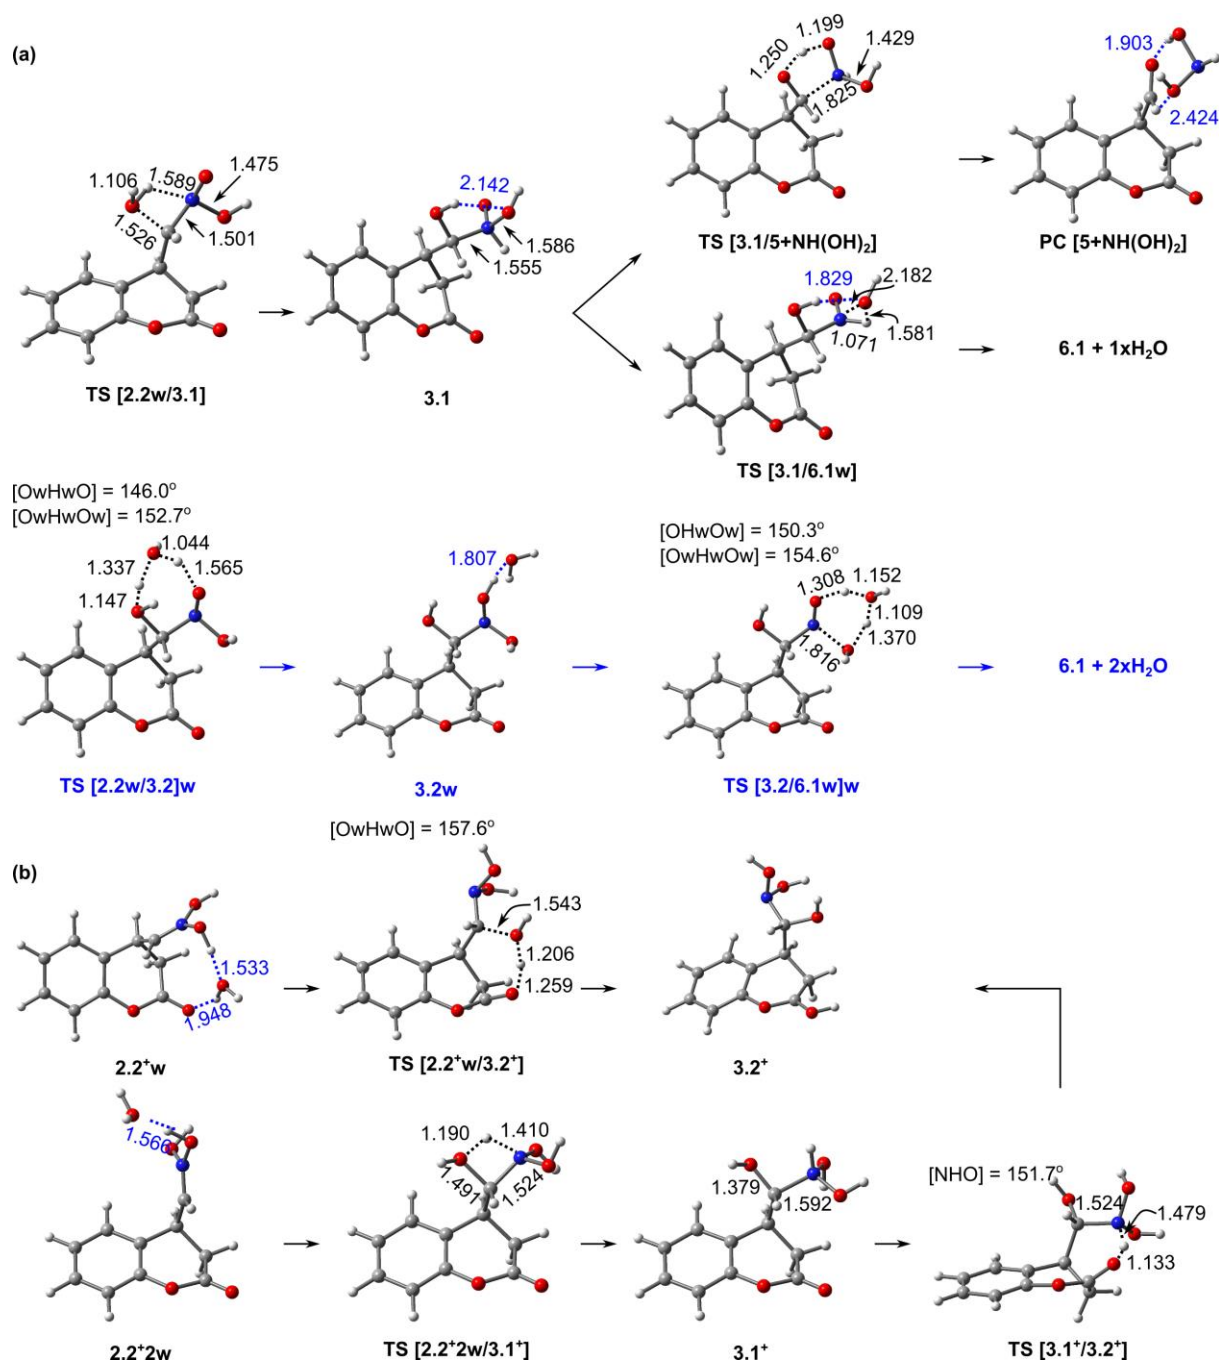 (a)
1.106
1.589
1.475
1.526
1.501
TS [2.2w/3.1]
2.142
1.586
1.555
3.1
1.199
1.250
1.429
1.825
TS [3.1/5+NH(OH)₂]
1.903
2.424
PC [5+NH(OH)₂]
1.829
2.182
1.071
1.581
TS [3.1/6.1w]
6.1 + 1xH₂O
[OwHwO] = 146.0°
[OwHwOw] = 152.7°
1.044
1.337
1.565
1.147
TS [2.2w/3.2]w
1.807
3.2w
[OHwOw] = 150.3°
[OwHwOw] = 154.6°
1.308
1.152
1.109
1.370
1.816
TS [3.2/6.1w]w
6.1 + 2xH₂O
(b)
1.533
1.948
2.2⁺w
[OwHwO] = 157.6°
1.543
1.206
1.259
TS [2.2⁺w/3.2⁺]
3.2⁺
1.566
2.2⁺2w
1.190
1.410
1.491
1.524
TS [2.2⁺2w/3.1⁺]
1.379
1.592
3.1⁺
[NHO] = 151.7°
1.524
1.479
1.133
TS [3.1⁺/3.2⁺]